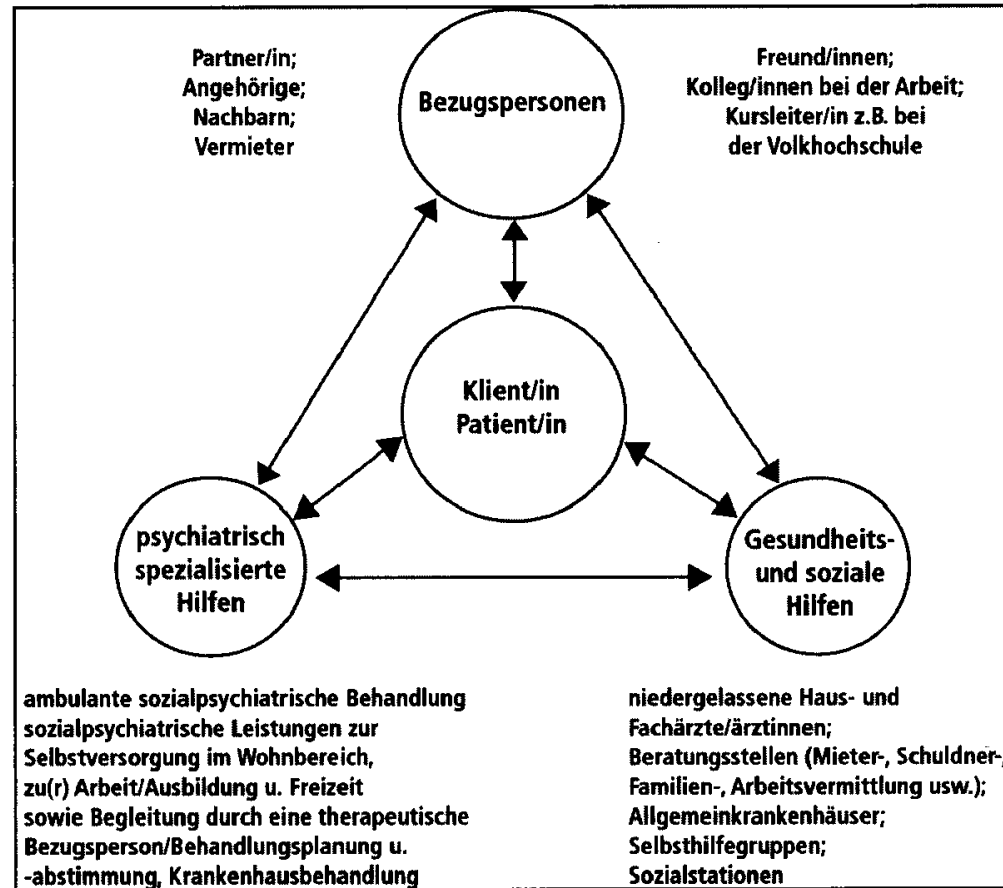 Partner/in;
Angehörige;
Nachbarn;
Vermieter
Bezugspersonen
Freund/innen;
Kolleg/innen bei der Arbeit;
Kursleiter/in z.B. bei
der Volkhochschule
Klient/in
Patient/in
psychiatrisch
spezialisierte
Hilfen
Gesundheits-
und soziale
Hilfen
ambulante sozialpsychiatrische Behandlung
sozialpsychiatrische Leistungen zur
Selbstversorgung im Wohnbereich,
zu(r) Arbeit/Ausbildung u. Freizeit
sowie Begleitung durch eine therapeutische
Bezugsperson/Behandlungsplanung u.
-abstimmung, Krankenhausbehandlung
niedergelassene Haus- und
Fachärzte/ärztinnen;
Beratungsstellen (Mieter-, Schuldner-,
Familien-, Arbeitsvermittlung usw.);
Allgemeinkrankenhäuser;
Selbsthilfegruppen;
Sozialstationen